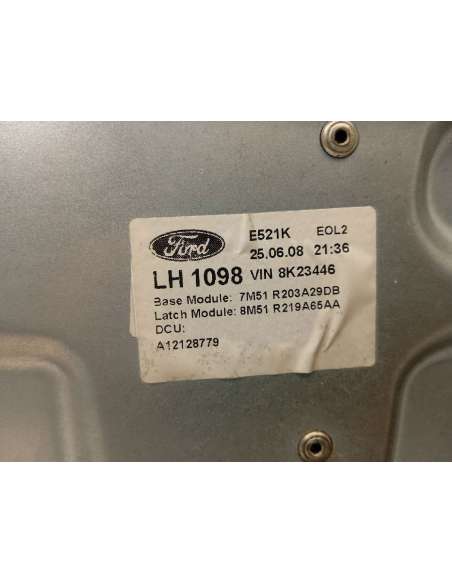 Ford E521K EOL2
25.06.08 21:36
LH 1098 VIN 8K23446
Base Module: 7M51 R203A29DB
Latch Module: 8M51 R219A65AA
DCU:
A12128779